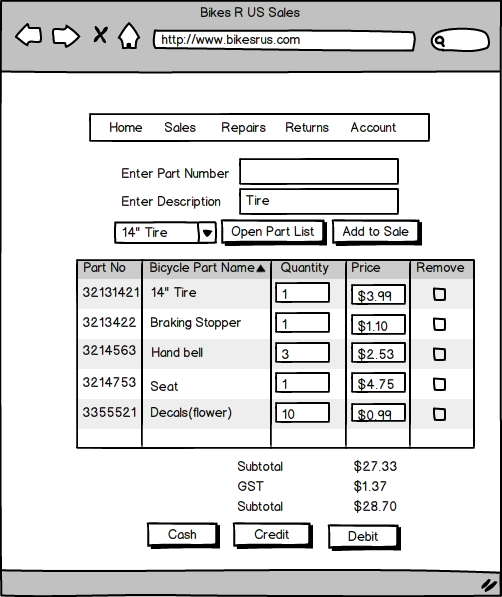 Bikes R US Sales
X
http://www.bikesrus.com
Home Sales Repairs Returns Account
Enter Part Number
Enter Description Tire
14" Tire Open Part List Add to Sale
Part No Bicycle Part Name Quantity Price Remove
32131421 14" Tire 1 $3.99
3213422 Braking Stopper 1 $1.10
3214563 Hand bell 3 $2.53
3214753 Seat 1 $4.75
3355521 Decals(flower) 10 $0.99
Subtotal $27.33
GST $1.37
Subtotal $28.70
Cash Credit Debit